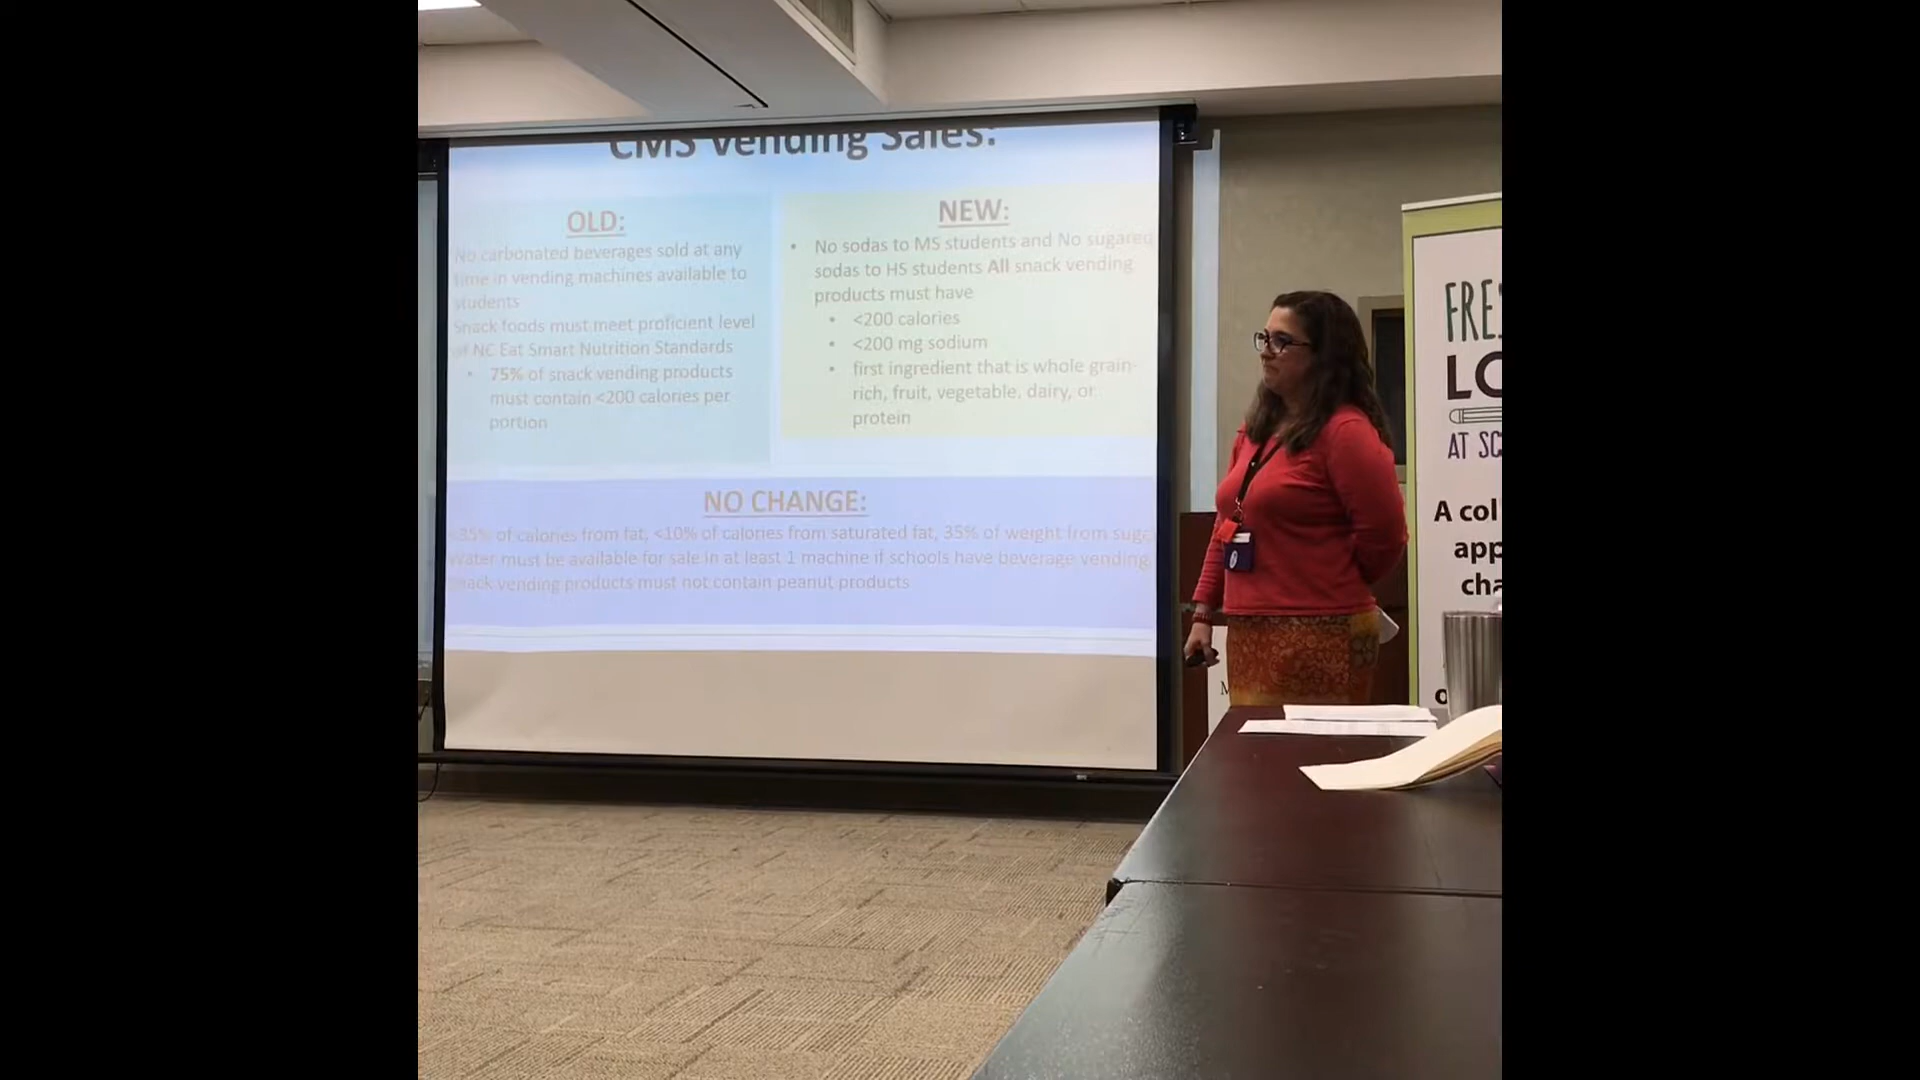 CMS Vending Sales:
OLD:
No carbonated beverages sold at any
time in vending machines available to
students
Snack foods must meet proficient level
of NC Eat Smart Nutrition Standards
• 75% of snack vending products
must contain <200 calories per
portion
NEW:
• No sodas to MS students and No sugared
sodas to HS students All snack vending
products must have
• <200 calories
• <200 mg sodium
• first ingredient that is whole grain-
rich, fruit, vegetable, dairy, or
protein
NO CHANGE:
<35% of calories from fat, <10% of calories from saturated fat, 35% of weight from suga
Water must be available for sale in at least 1 machine if schools have beverage vending
Snack vending products must not contain peanut products
FRE
LO
AT SC
A col
app
cha
o
M